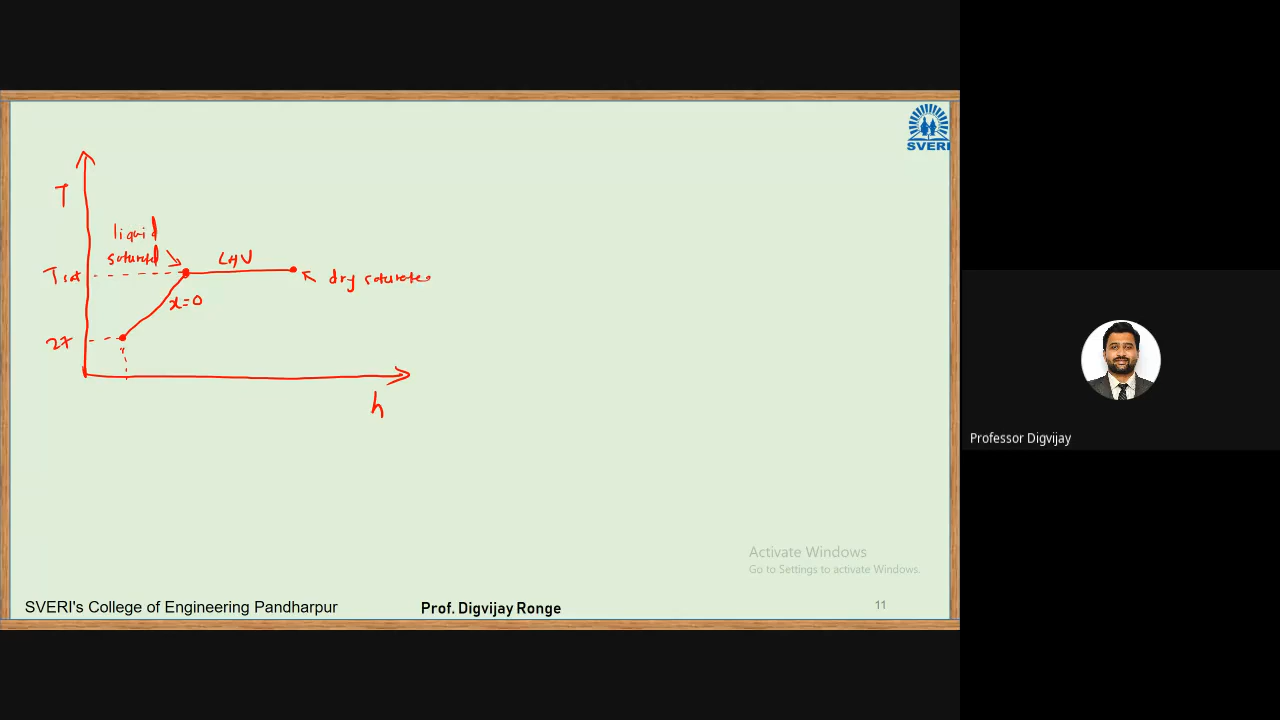 SVERI
T
liquid
saturated
LHV
Tsat
dry saturate
x=0
27
h
Professor Digvijay
Activate Windows
Go to Settings to activate Windows.
SVERI's College of Engineering Pandharpur
Prof. Digvijay Ronge
11